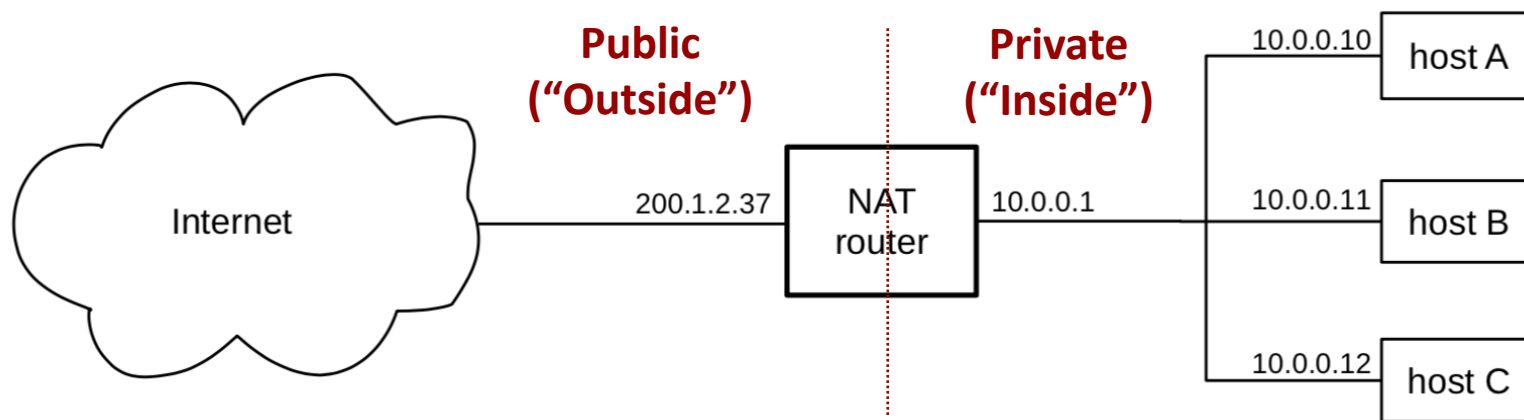 Public
(“Outside”)
Private
(“Inside”)
10.0.0.10
host A
Internet
200.1.2.37
NAT
router
10.0.0.1
10.0.0.11
host B
10.0.0.12
host C